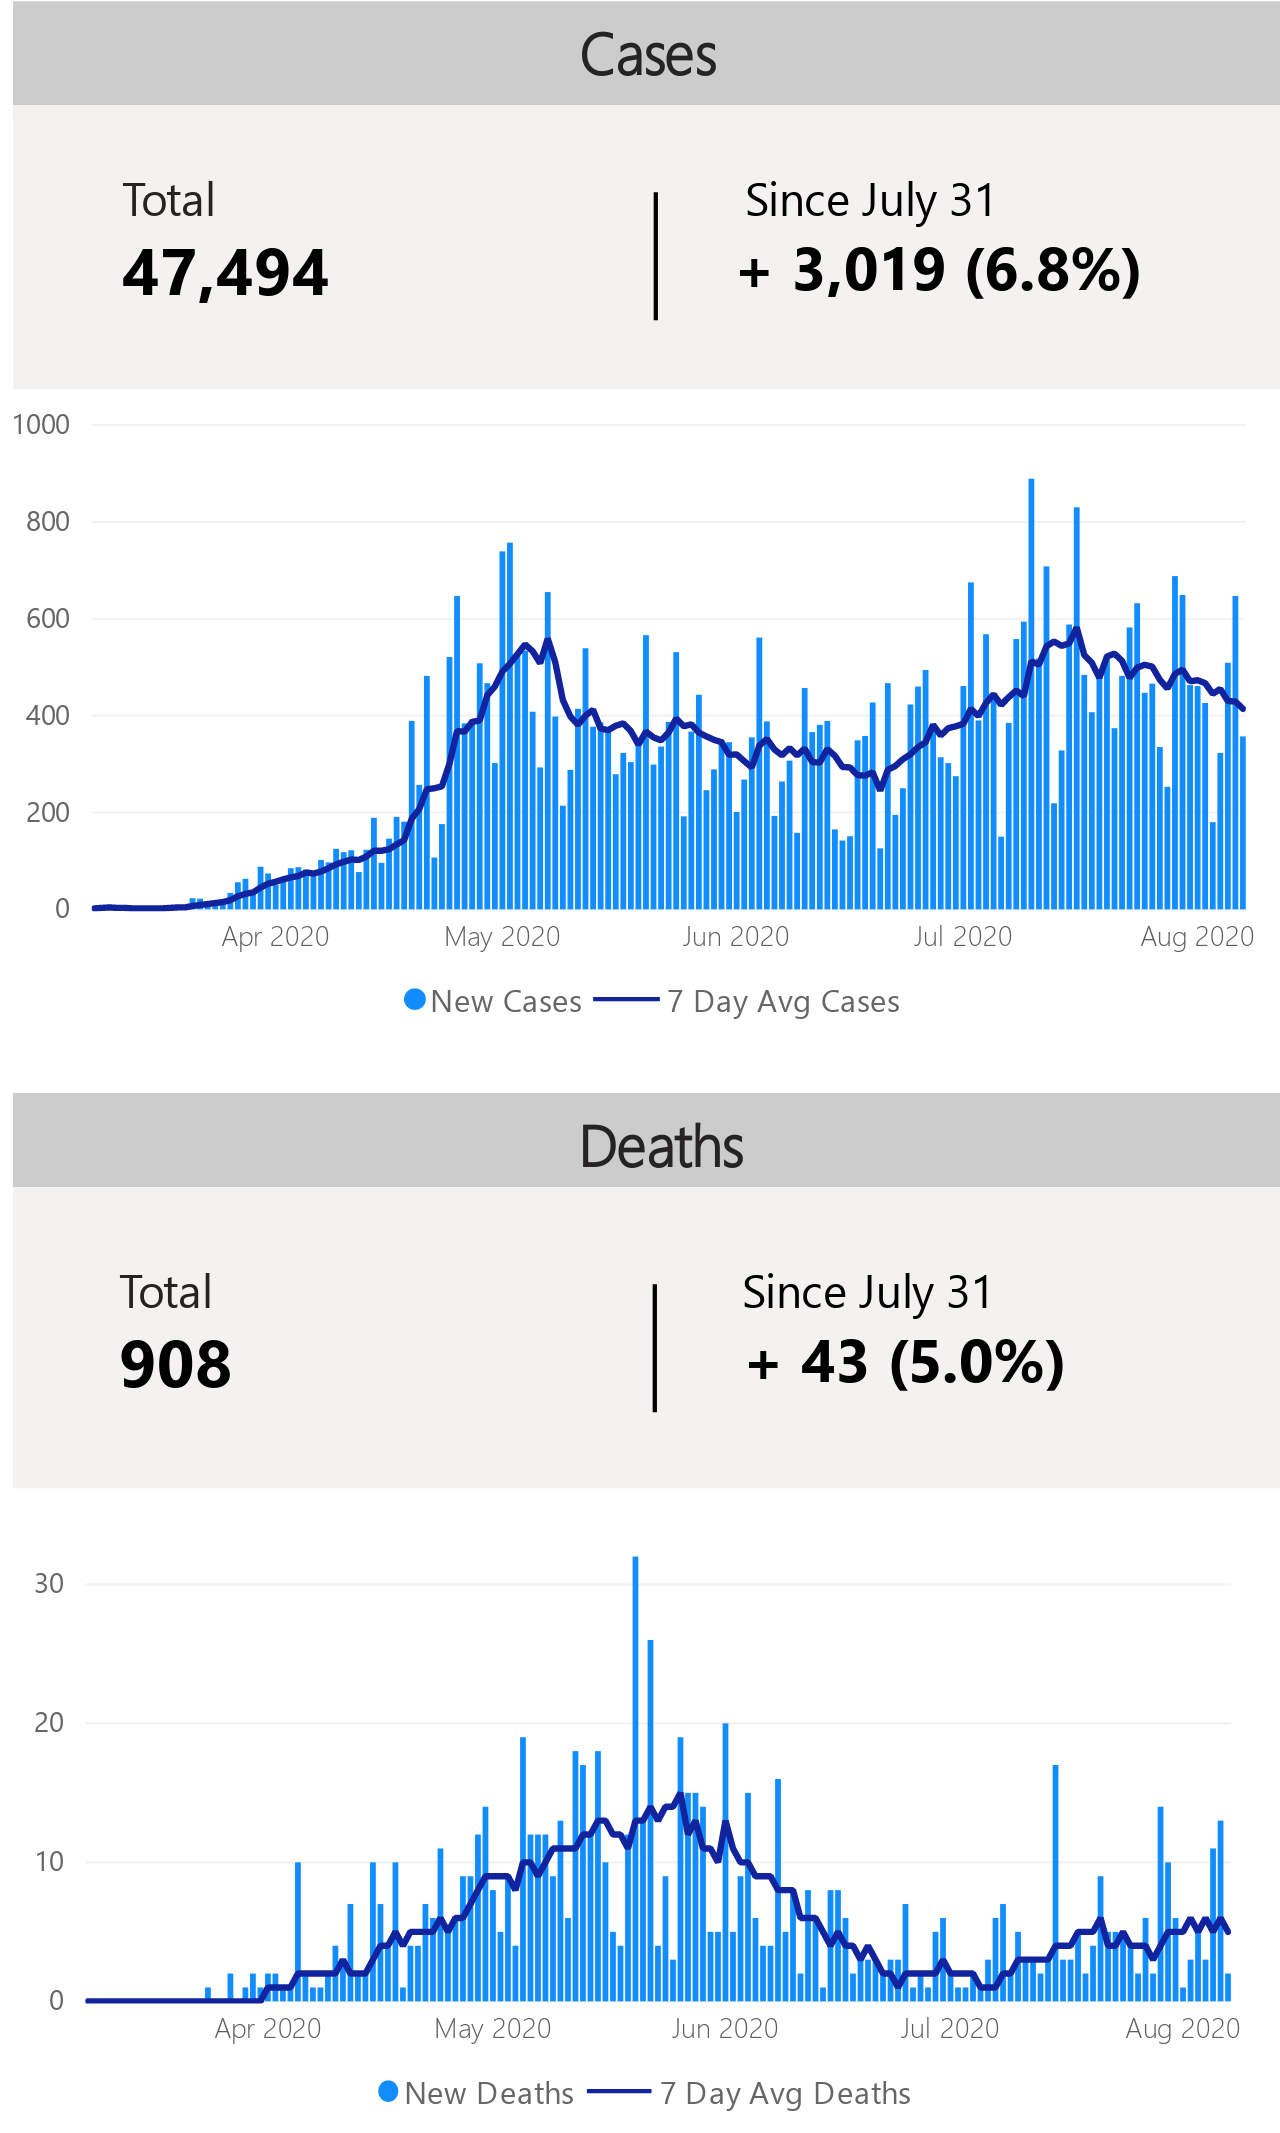 Cases
Total
Since July 31
47,494
+ 3,019 (6.8%)
1000
800
600
400
200
0
Apr 2020
May 2020
Jun 2020
Jul 2020
Aug 2020
New Cases
7 Day Avg Cases
Deaths
Total
Since July 31
908
+ 43 (5.0%)
30
20
10
0
Apr 2020
May 2020
Jun 2020
Jul 2020
Aug 2020
New Deaths
7 Day Avg Deaths